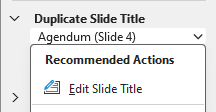 Duplicate Slide Title
Agendum (Slide 4)
Recommended Actions
Edit Slide Title